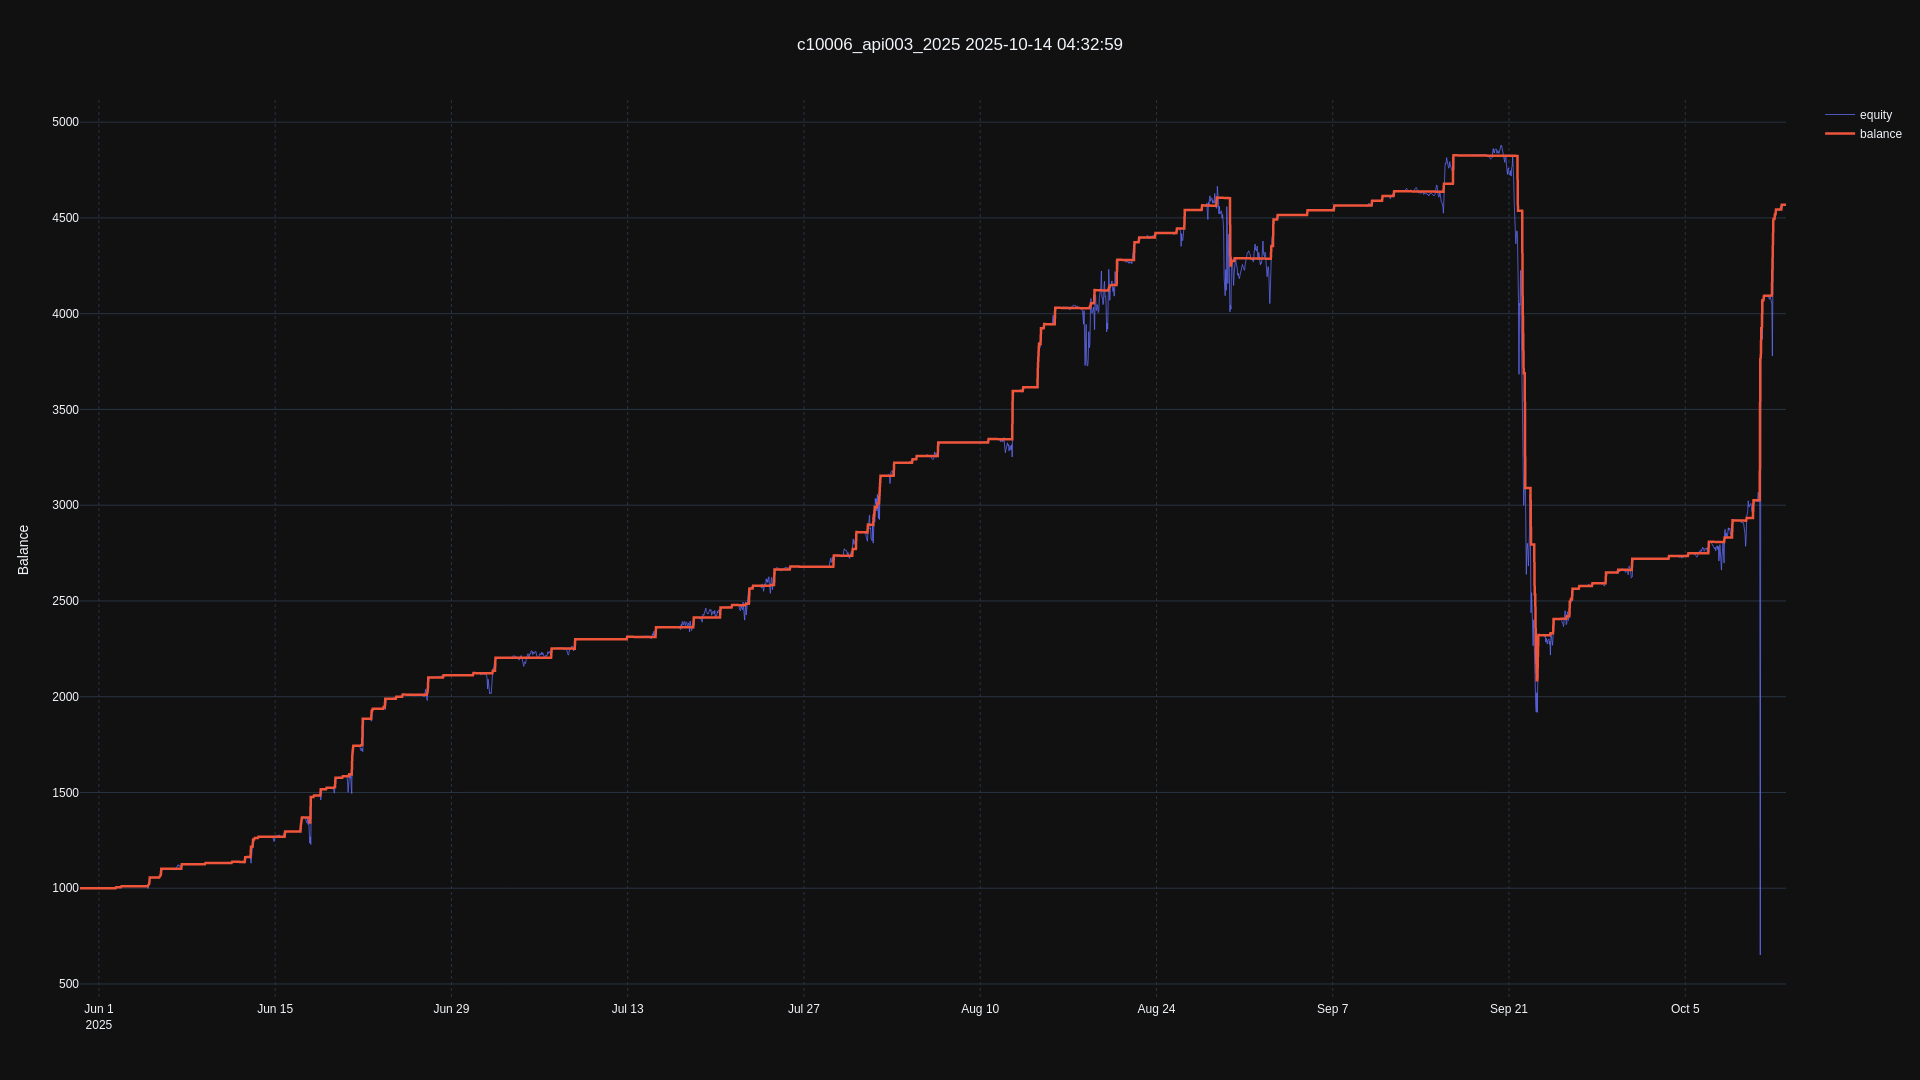 c10006_api003_2025 2025-10-14 04:32:59
equity
balance
Balance
5000
4500
4000
3500
3000
2500
2000
1500
1000
500
Jun 1
2025
Jun 15
Jun 29
Jul 13
Jul 27
Aug 10
Aug 24
Sep 7
Sep 21
Oct 5